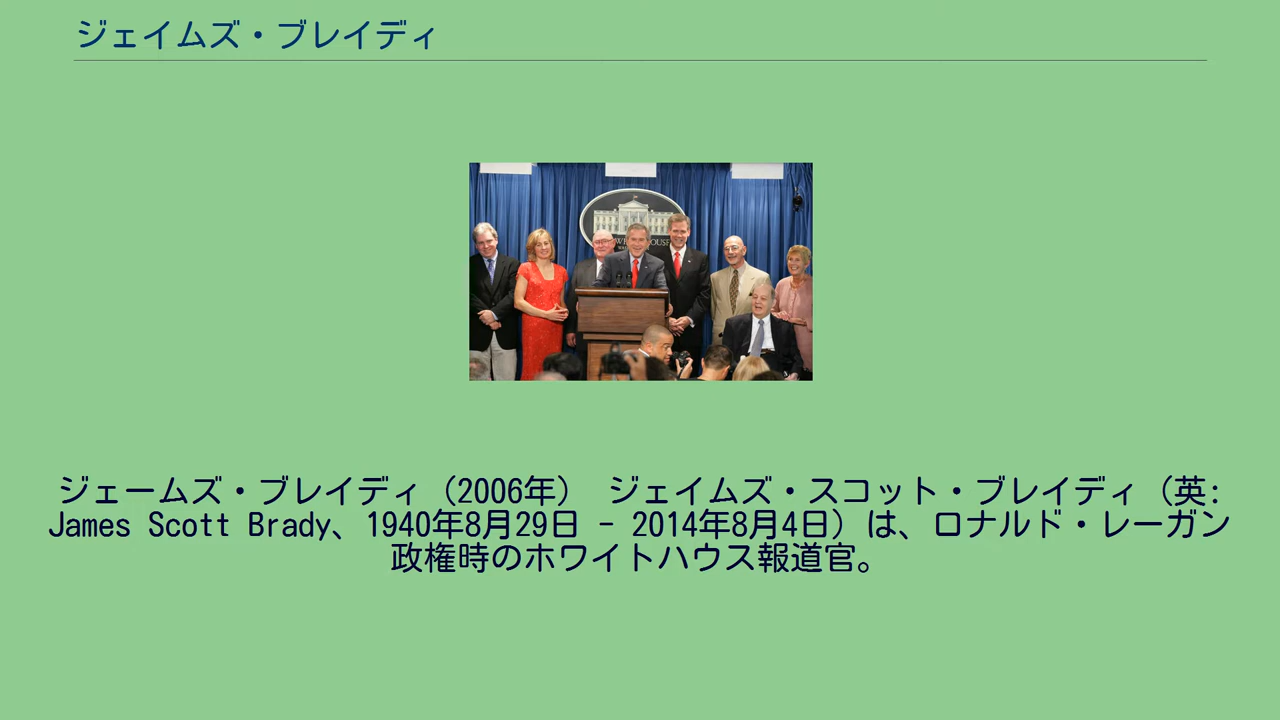 ジェイムズ・ブレイディ
ジェームズ・ブレイディ（2006年） ジェイムズ・スコット・ブレイディ（英:
James Scott Brady、1940年8月29日 - 2014年8月4日）は、ロナルド・レーガン
政権時のホワイトハウス報道官。